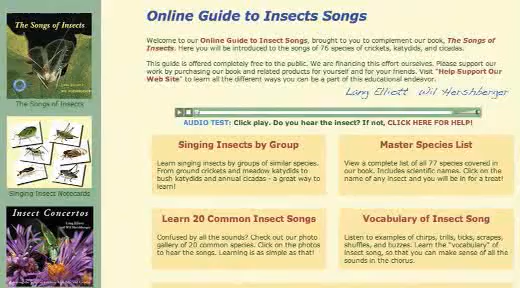 The Songs of Insects
The Songs of Insects
Singing Insect Notecards
Insect Concertos
Online Guide to Insects Songs
Welcome to our Online Guide to Insect Songs, brought to you to complement our book, The Songs of
Insects. Here you will be introduced to the songs of 76 species of crickets, katydids, and cicadas.
This guide is offered completely free to the public. We are financing this effort ourselves. Please support our
work by purchasing our book and related products for yourself and for your friends. Visit "Help Support Our
Web Site" to learn all the different ways you can be a part of this educational endeavor.
Lang Elliott Wil Hershberger
AUDIO TEST: Click play. Do you hear the insect? If not, CLICK HERE FOR HELP!
Singing Insects by Group
Learn singing insects by groups of similar species.
From ground crickets and meadow katydids to
bush katydids and annual cicadas - a great way to
learn!
Master Species List
View a complete list of all 77 species covered in
our book. Includes scientific names. Click on the
name of any insect and you will be in for a treat!
Learn 20 Common Insect Songs
Confused by all the sounds? Check out our photo
gallery of 20 common species. Click on the photos
to hear the songs. Learning is as simple as that!
Vocabulary of Insect Song
Listen to examples of chirps, trills, ticks, scrapes,
shuffles, and buzzes. Learn the "vocabulary" of
insect song, so that you can make sense of all the
sounds in the chorus.